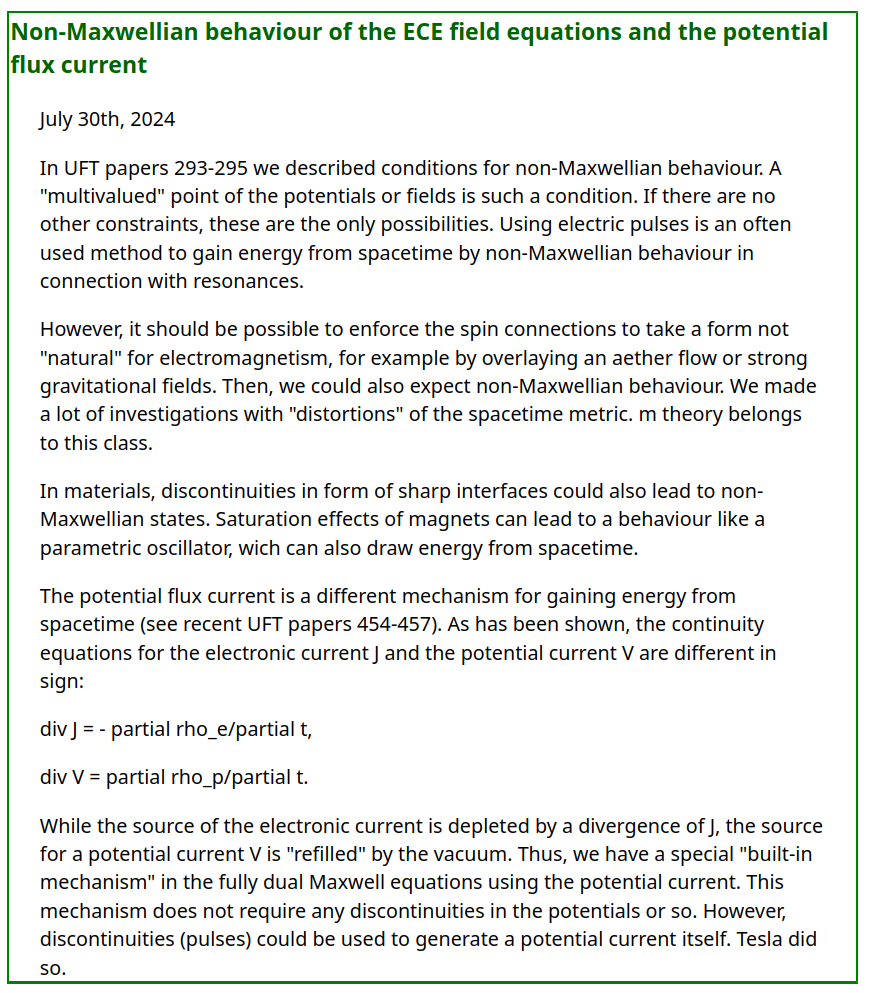 Non-Maxwellian behaviour of the ECE field equations and the potential
flux current
July 30th, 2024
In UFT papers 293-295 we described conditions for non-Maxwellian behaviour. A
"multivalued" point of the potentials or fields is such a condition. If there are no
other constraints, these are the only possibilities. Using electric pulses is an often
used method to gain energy from spacetime by non-Maxwellian behaviour in
connection with resonances.
However, it should be possible to enforce the spin connections to take a form not
"natural" for electromagnetism, for example by overlaying an aether flow or strong
gravitational fields. Then, we could also expect non-Maxwellian behaviour. We made
a lot of investigations with "distortions" of the spacetime metric. m theory belongs
to this class.
In materials, discontinuities in form of sharp interfaces could also lead to non-
Maxwellian states. Saturation effects of magnets can lead to a behaviour like a
parametric oscillator, wich can also draw energy from spacetime.
The potential flux current is a different mechanism for gaining energy from
spacetime (see recent UFT papers 454-457). As has been shown, the continuity
equations for the electronic current J and the potential current V are different in
sign:
div J = - partial rho_e/partial t,
div V = partial rho_p/partial t.
While the source of the electronic current is depleted by a divergence of J, the source
for a potential current V is "refilled" by the vacuum. Thus, we have a special "built-in
mechanism" in the fully dual Maxwell equations using the potential current. This
mechanism does not require any discontinuities in the potentials or so. However,
discontinuities (pulses) could be used to generate a potential current itself. Tesla did
so.